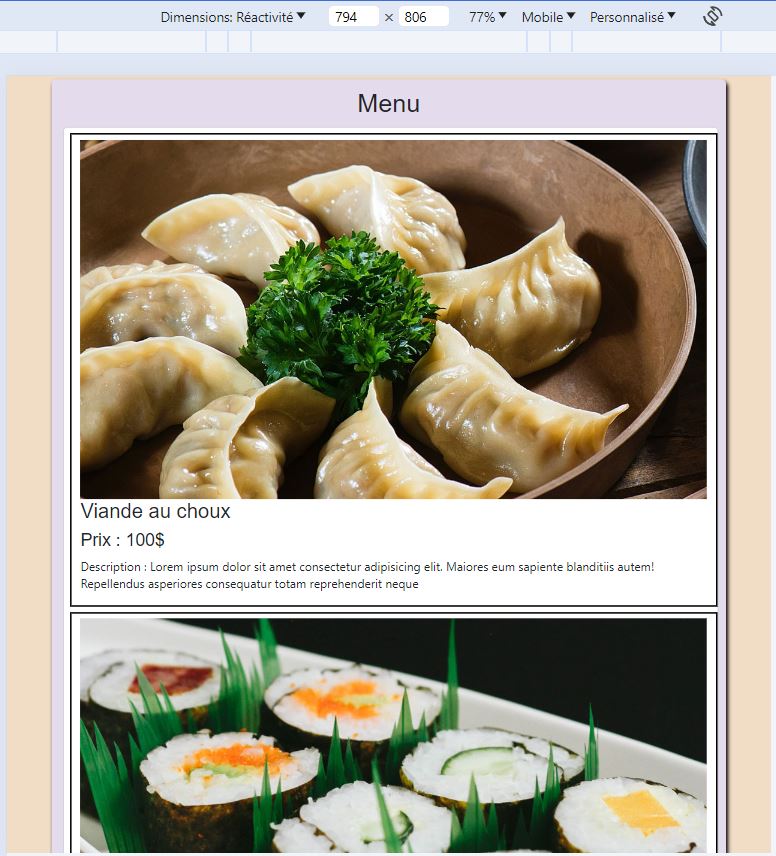 Dimensions: Réactivité 794 × 806 77% Mobile Personnalisé
Menu
Viande au choux
Prix : 100$
Description : Lorem ipsum dolor sit amet consectetur adipisicing elit. Maiores eum sapiente blanditiis autem!
Repellendus asperiores consequatur totam reprehenderit neque